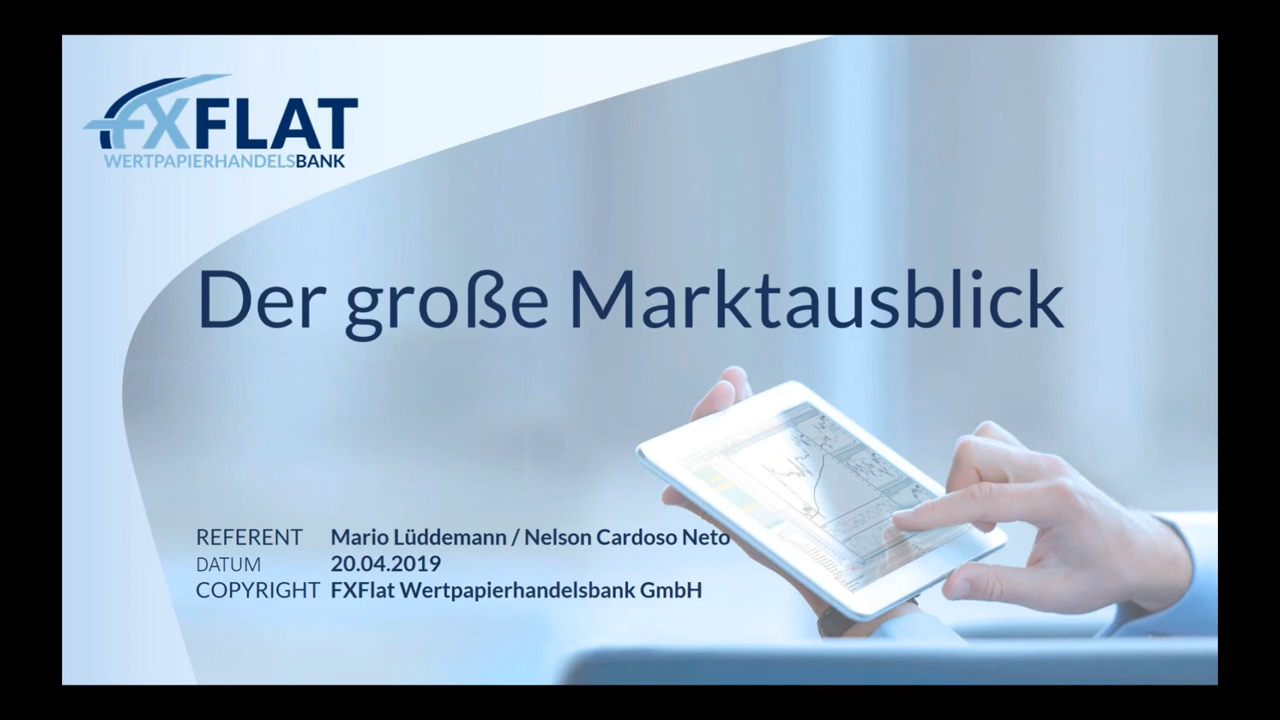 FXFLAT
WERTPAPIERHANDELSBANK
Der große Marktausblick
REFERENT Mario Lüddemann / Nelson Cardoso Neto
DATUM 20.04.2019
COPYRIGHT FXFlat Wertpapierhandelsbank GmbH